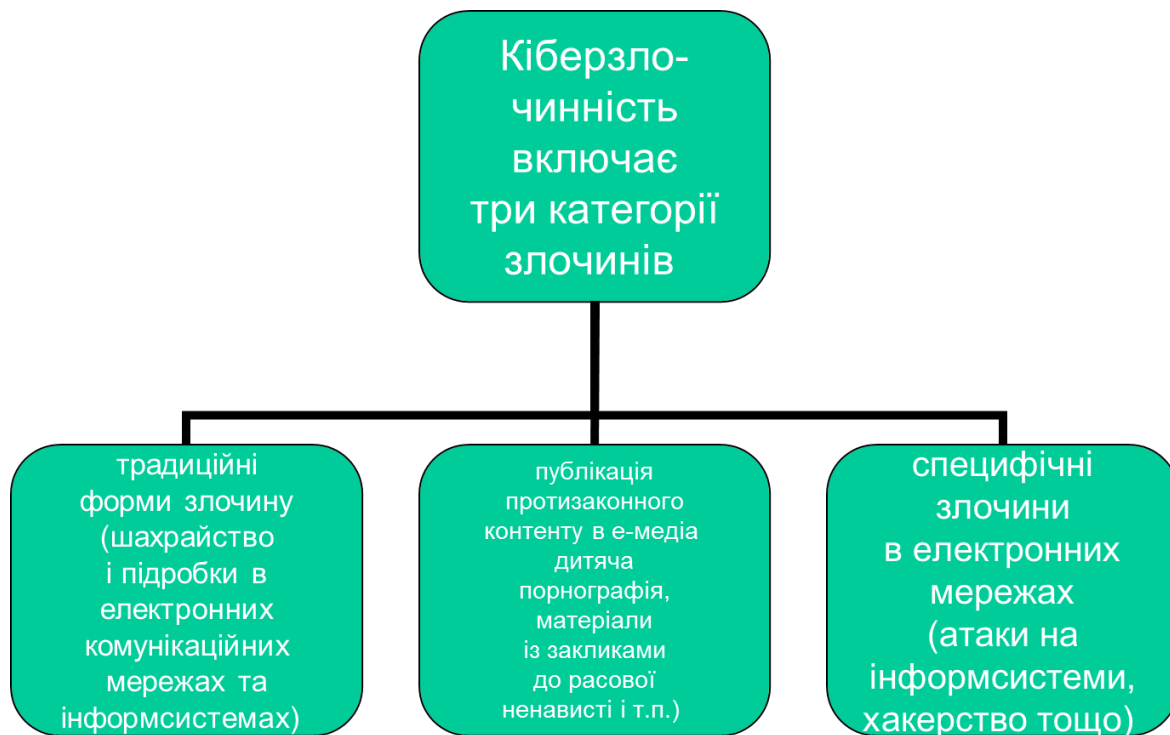 Кіберзло-
чинність
включає
три категорії
злочинів
традиційні
форми злочину
(шахрайство
і підробки в
електронних
комунікаційних
мережах та
інформсистемах)
публікація
протизаконного
контенту в е-медіа
дитяча
порнографія,
матеріали
із закликами
до расової
ненависті і т.п.)
специфічні
злочини
в електронних
мережах
(атаки на
інформсистеми,
хакерство тощо)